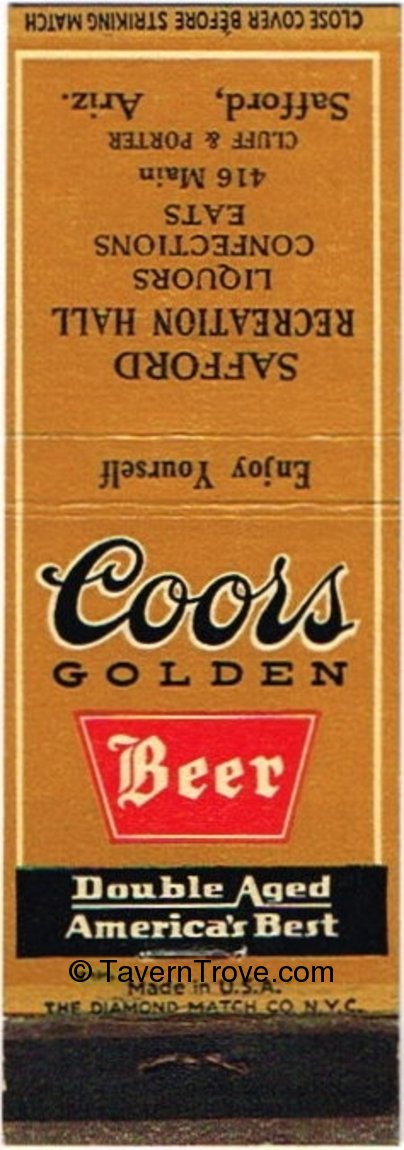 CLOSE COVER BEFORE STRIKING MATCH
Safford, Ariz.
CLUFF & PORTER
416 Main
EATS
CONFECTIONS
LIQUORS
RECREATION HALL
SAFFORD
Enjoy Yourself
Coors
GOLDEN
Beer
Double Aged
America's Best
© TavernTrove.com
Made in U.S.A.
THE DIAMOND MATCH CO. N.Y.C.